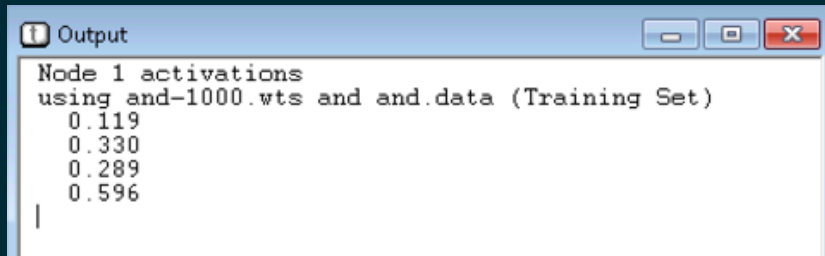 Output
Node 1 activations
using and-1000.wts and and.data (Training Set)
0.119
0.330
0.289
0.596